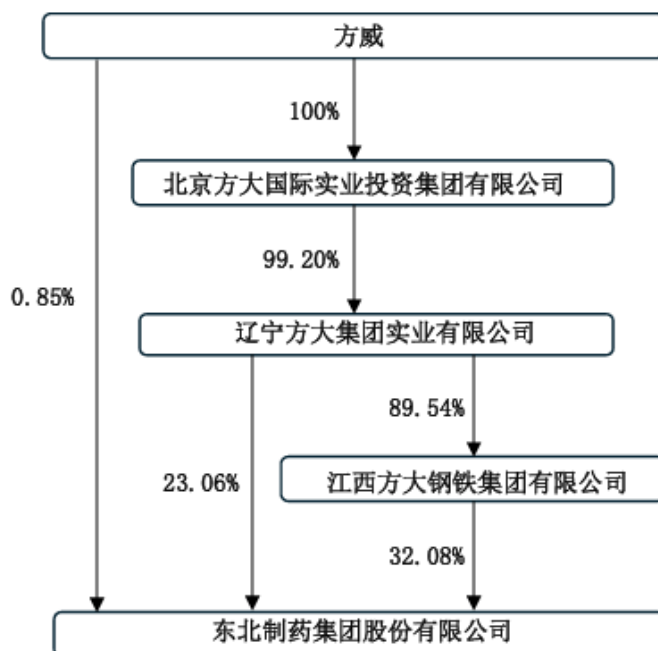 方威
100%
北京方大国际实业投资集团有限公司
99.20%
0.85%
辽宁方大集团实业有限公司
89.54%
23.06%
江西方大钢铁集团有限公司
32.08%
东北制药集团股份有限公司